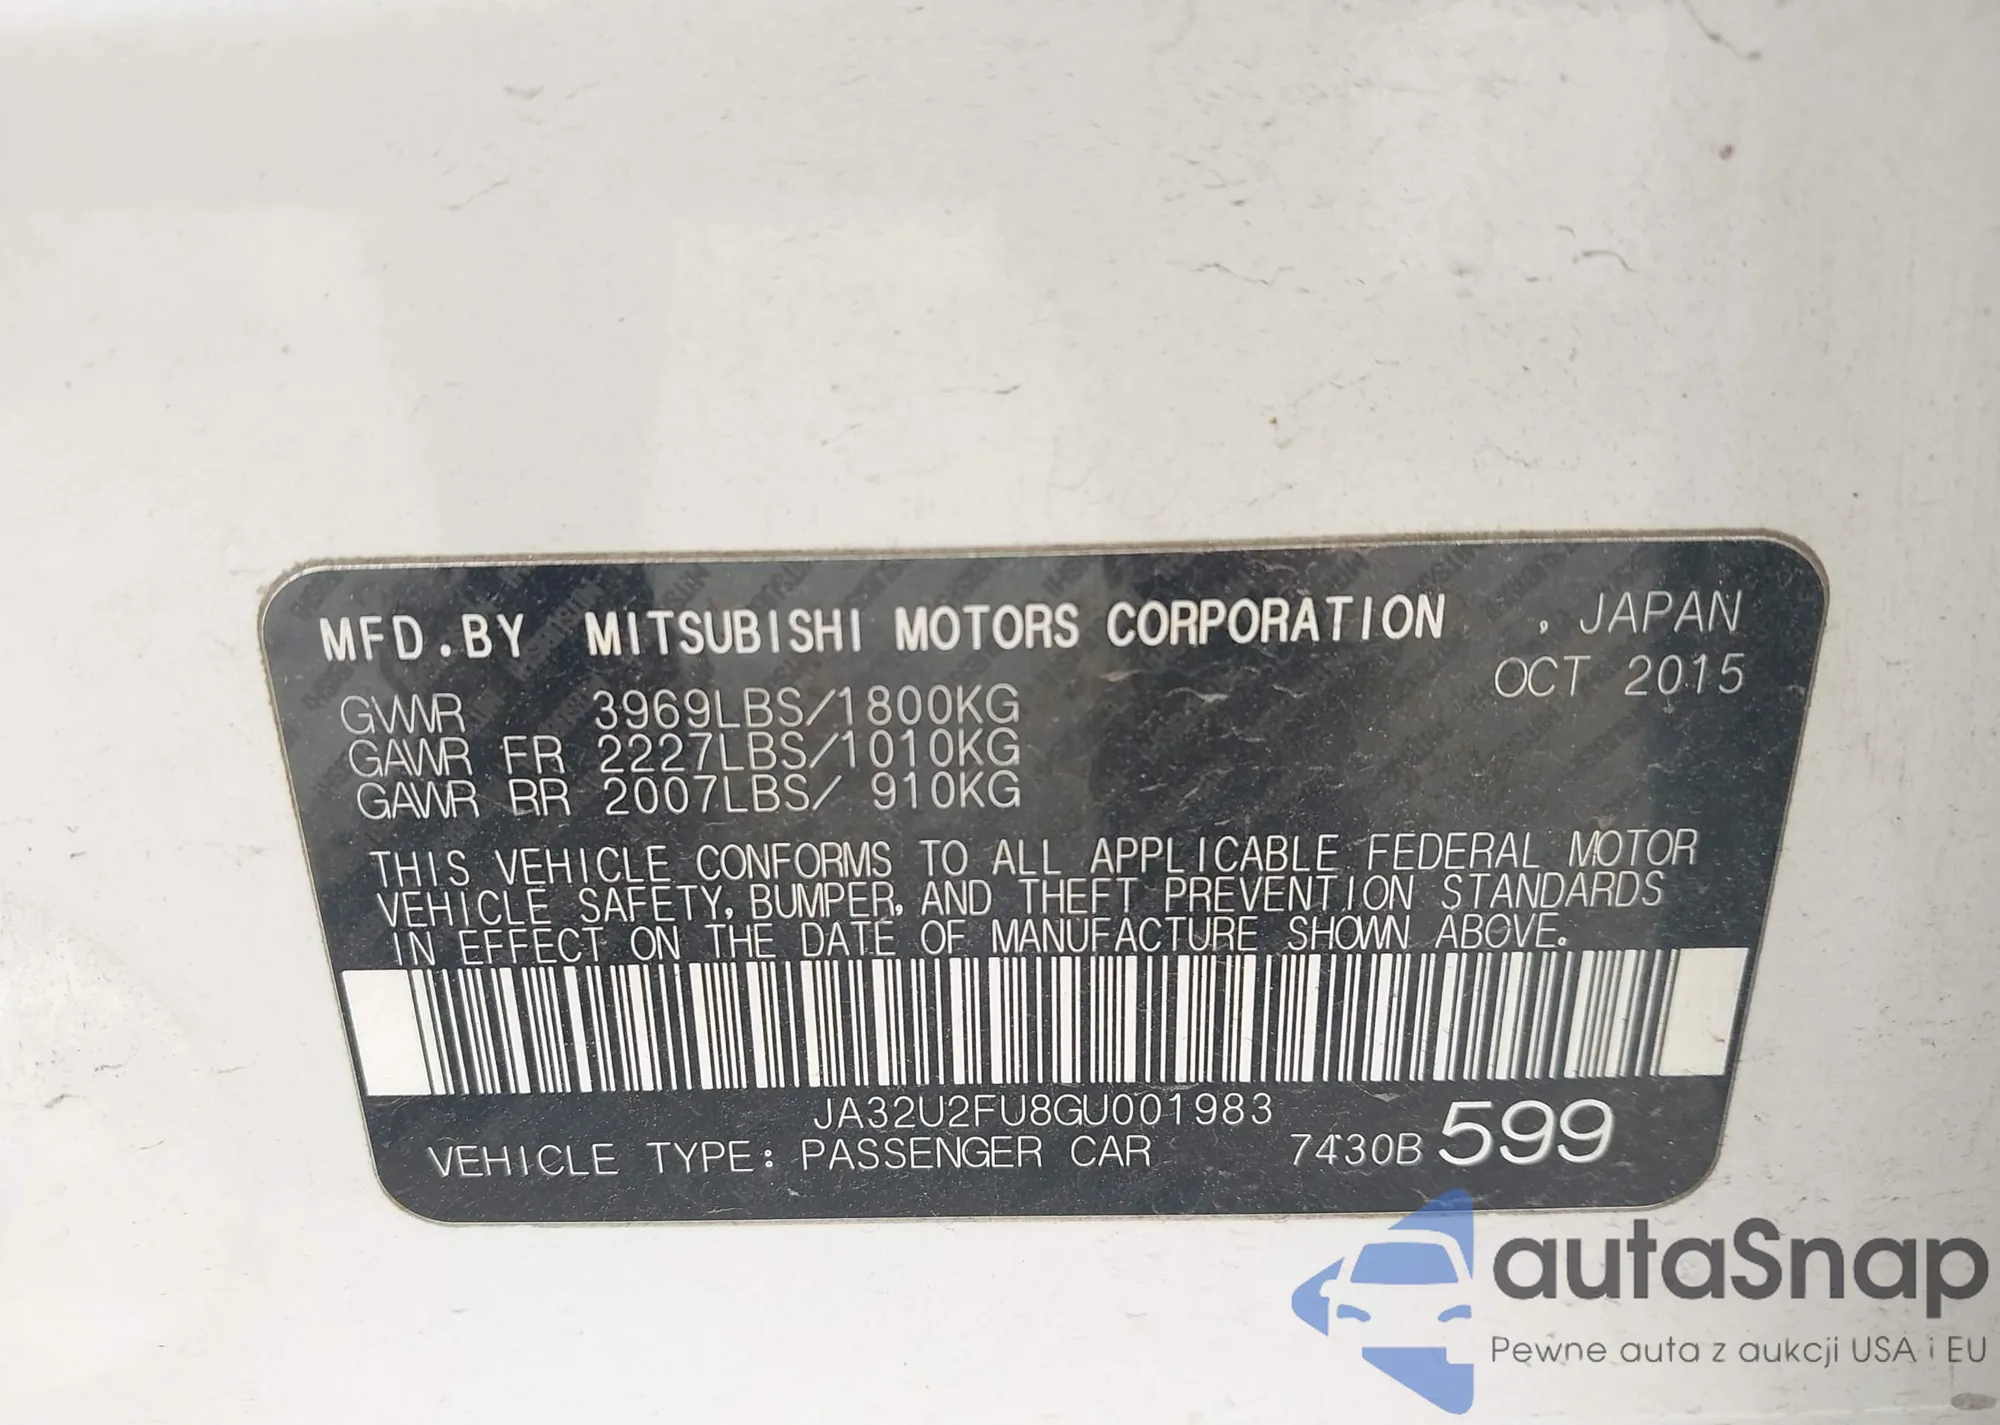 MFD.BY MITSUBISHI MOTORS CORPORATION , JAPAN
OCT 2015
GVWR 3969LBS/1800KG
GAWR FR 2227LBS/1010KG
GAWR RR 2007LBS/ 910KG
THIS VEHICLE CONFORMS TO ALL APPLICABLE FEDERAL MOTOR
VEHICLE SAFETY, BUMPER, AND THEFT PREVENTION STANDARDS
IN EFFECT ON THE DATE OF MANUFACTURE SHOWN ABOVE.
JA32U2FU8GU001983
VEHICLE TYPE: PASSENGER CAR 7430B 599
autaSnap
Pewne auta z aukcji USA i EU